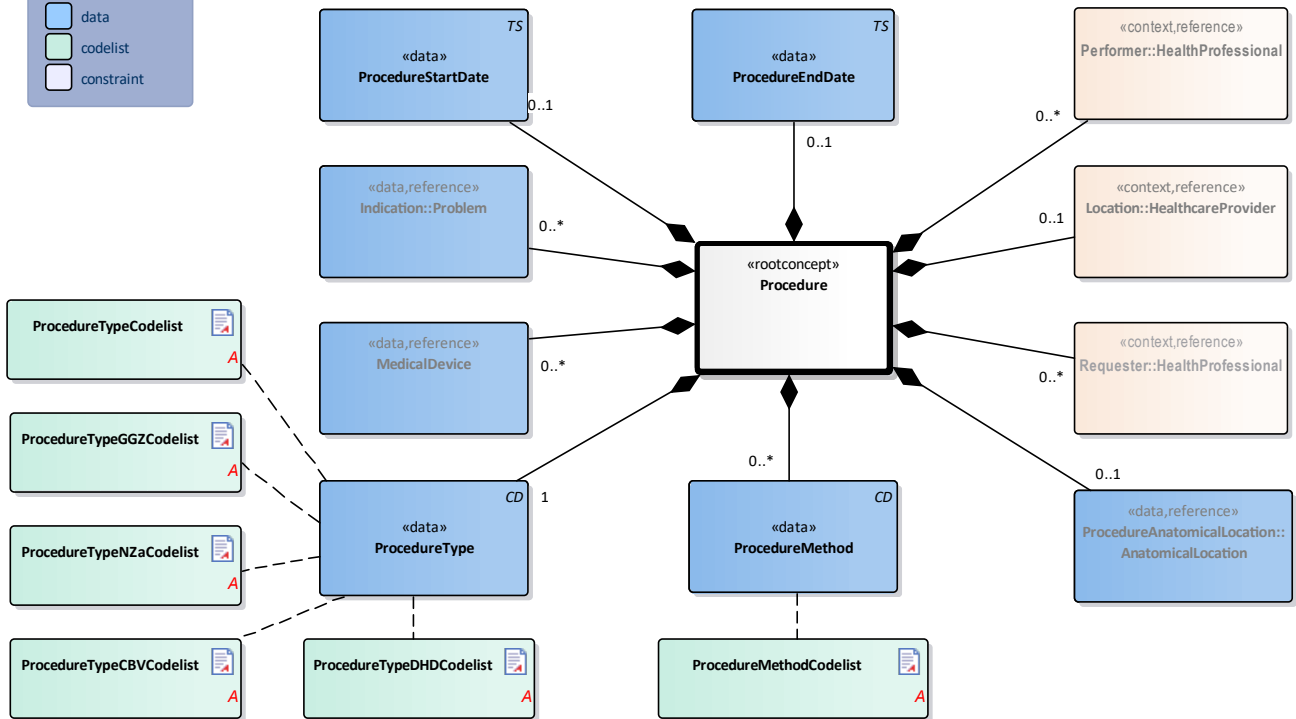 data
codelist
constraint
TS
«data»
ProcedureStartDate
0..1
TS
«data»
ProcedureEndDate
0..1
«context,reference»
Performer::HealthProfessional
0..*
«data,reference»
Indication::Problem
0..*
«context,reference»
Location::HealthcareProvider
0..1
«rootconcept»
Procedure
«data,reference»
MedicalDevice
0..*
«context,reference»
Requester::HealthProfessional
0..*
ProcedureTypeCodelist
A
ProcedureTypeGGZCodelist
A
ProcedureTypeNZaCodelist
A
ProcedureTypeCBVCodelist
A
CD
1
«data»
ProcedureType
0..*
CD
«data»
ProcedureMethod
0..1
«data,reference»
ProcedureAnatomicalLocation::
AnatomicalLocation
ProcedureTypeDHDCodelist
A
ProcedureMethodCodelist
A